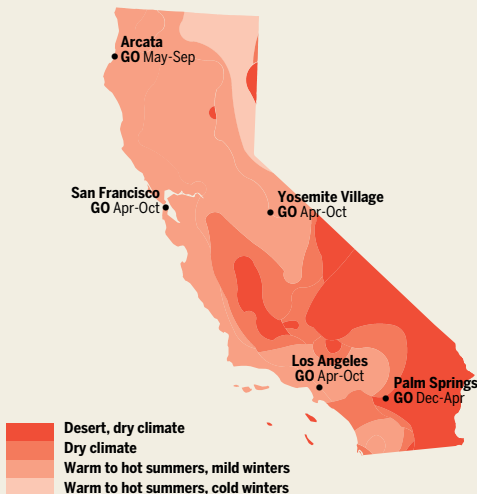 Arcata
GO May-Sep
San Francisco
GO Apr-Oct
Yosemite Village
GO Apr-Oct
Los Angeles
GO Apr-Oct
Palm Springs
GO Dec-Apr
Desert, dry climate
Dry climate
Warm to hot summers, mild winters
Warm to hot summers, cold winters